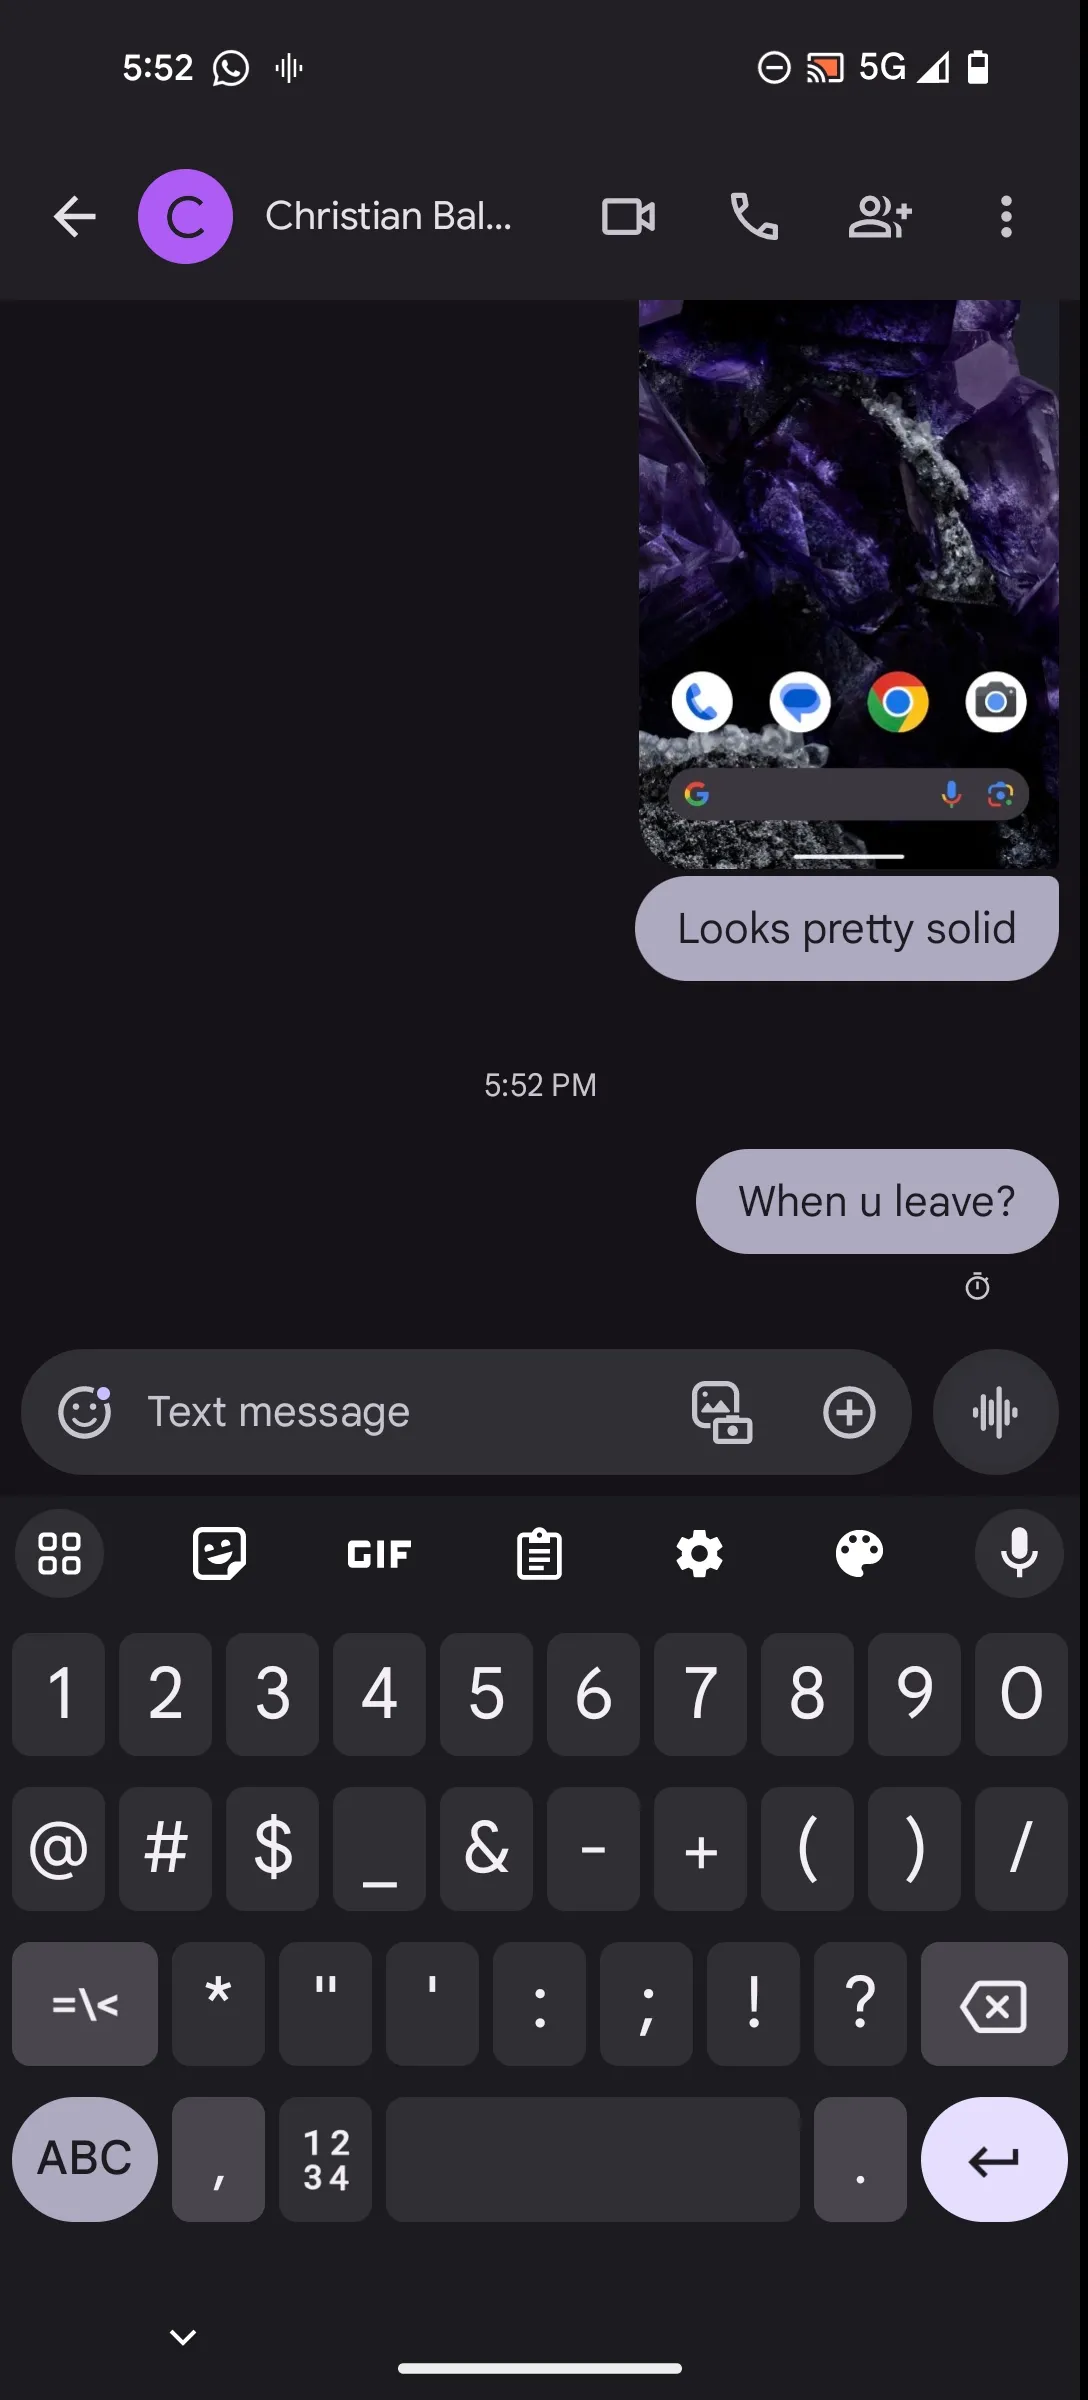 5:52 5G
C Christian Bal...
G
Looks pretty solid
5:52 PM
When u leave?
Text message
GIF
1 2 3 4 5 6 7 8 9 0
@ # $ _ & - + ( ) /
=\< * " ' : ; ! ?
ABC , 12 .
34